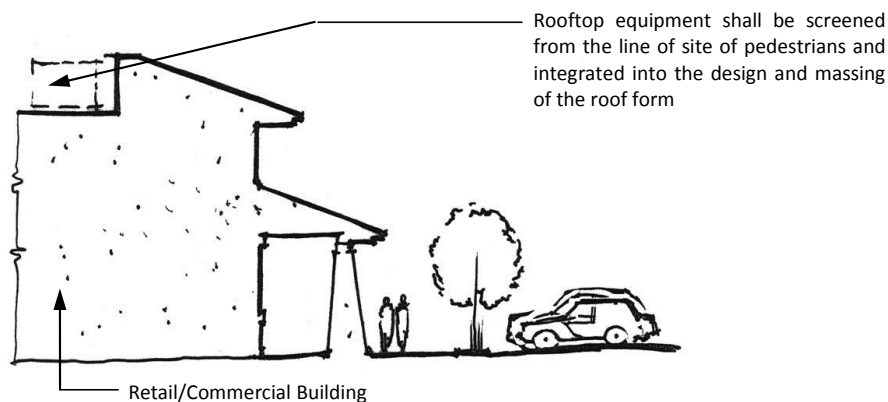 Rooftop equipment shall be screened
from the line of site of pedestrians and
integrated into the design and massing
of the roof form
Retail/Commercial Building